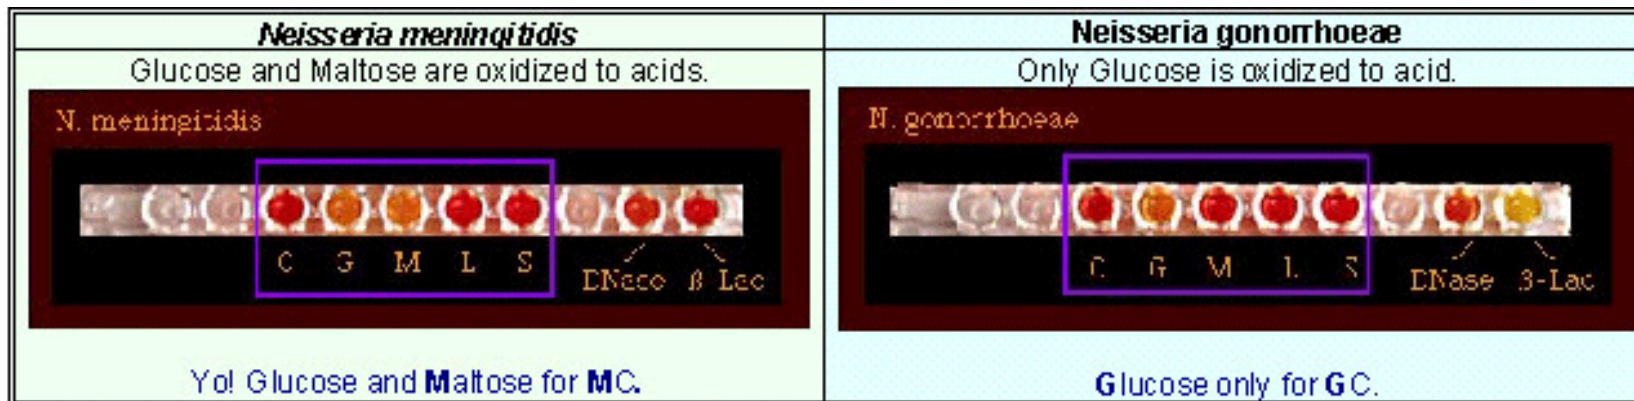 Neisseria meningitidis
Glucose and Maltose are oxidized to acids.
N. meningitidis
C G M L S
DNase β Lac
Yo! Glucose and Maltose for MC.
Neisseria gonorrhoeae
Only Glucose is oxidized to acid.
N. gonorrhoeae
C G M L S
DNase β-Lac
Glucose only for GC.